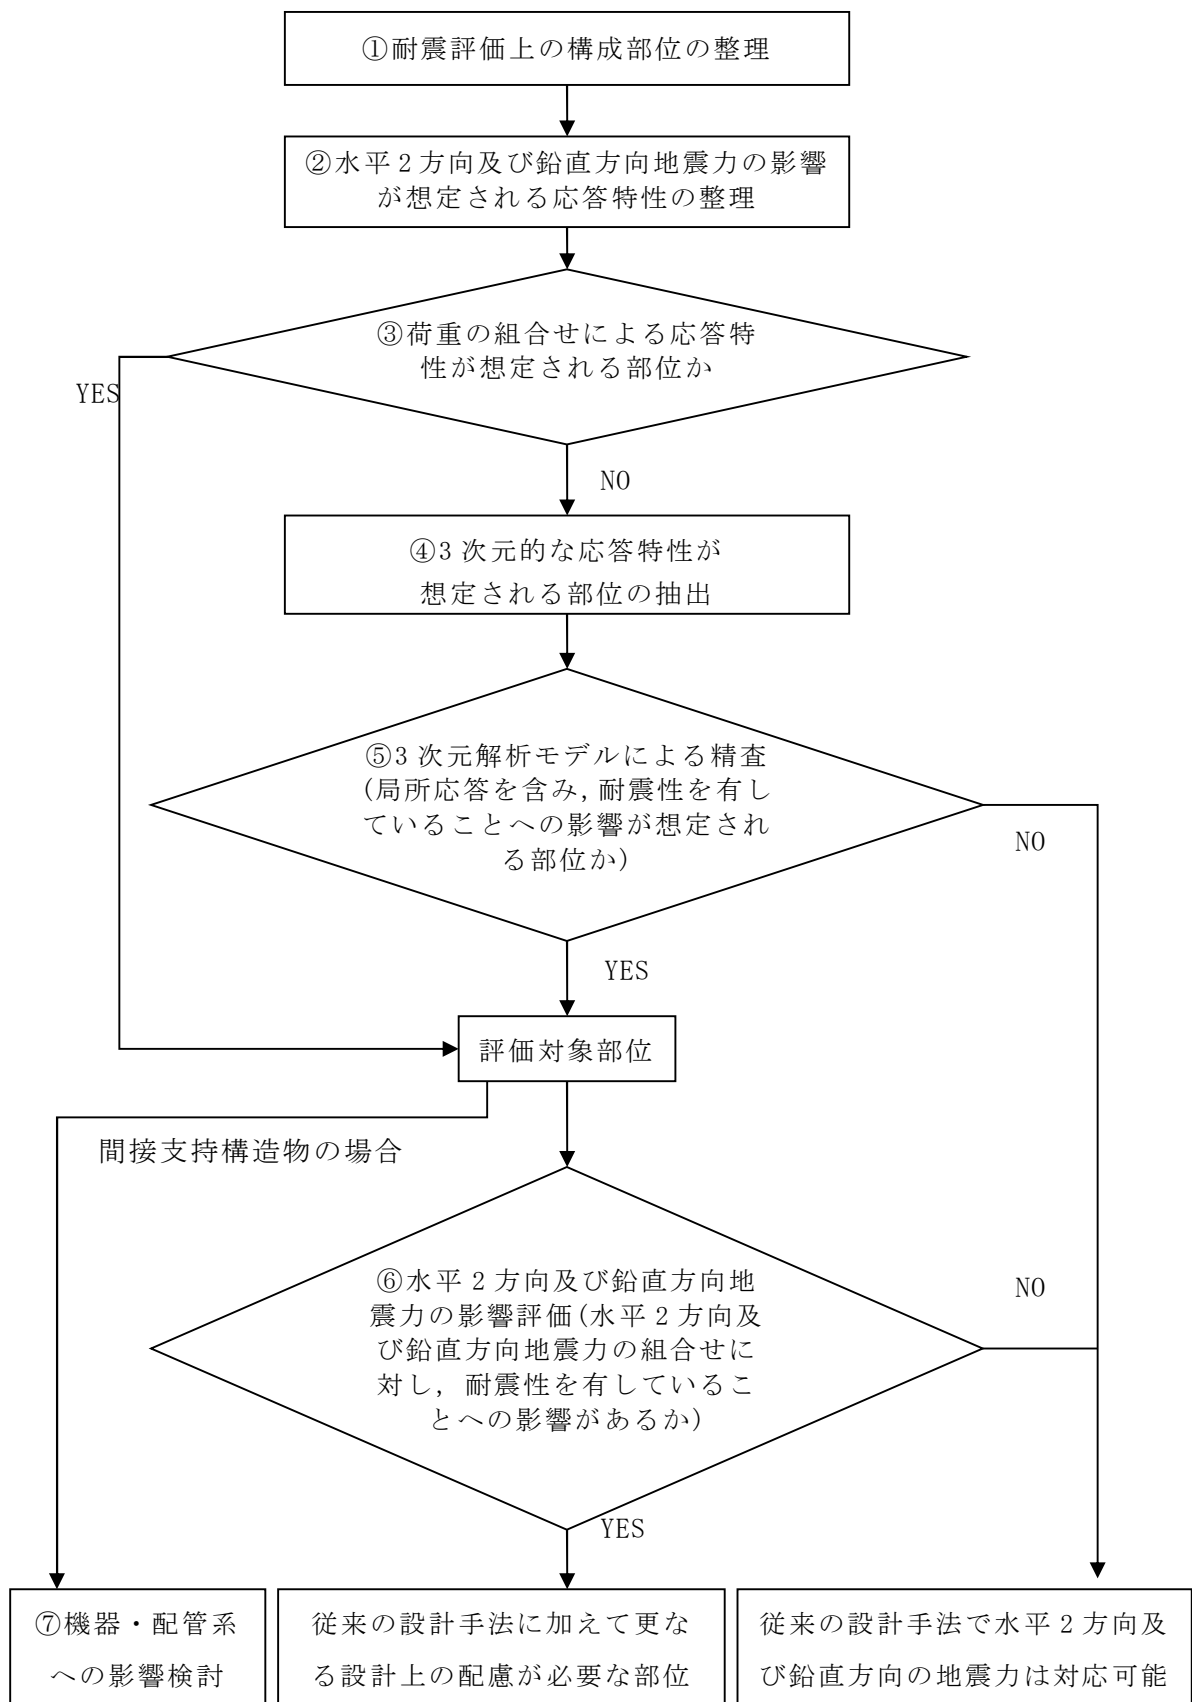 ①耐震評価上の構成部位の整理
②水平2方向及び鉛直方向地震力の影響
が想定される応答特性の整理
③荷重の組合せによる応答特
性が想定される部位か
YES
NO
④3次元的な応答特性が
想定される部位の抽出
⑤3次元解析モデルによる精査
(局所応答を含み,耐震性を有し
ていることへの影響が想定され
る部位か)
NO
YES
評価対象部位
間接支持構造物の場合
⑥水平2方向及び鉛直方向地
震力の影響評価(水平2方向及
び鉛直方向地震力の組合せに
対し，耐震性を有しているこ
とへの影響があるか)
NO
YES
⑦機器・配管系
への影響検討
従来の設計手法に加えて更な
る設計上の配慮が必要な部位
従来の設計手法で水平2方向及
び鉛直方向の地震力は対応可能